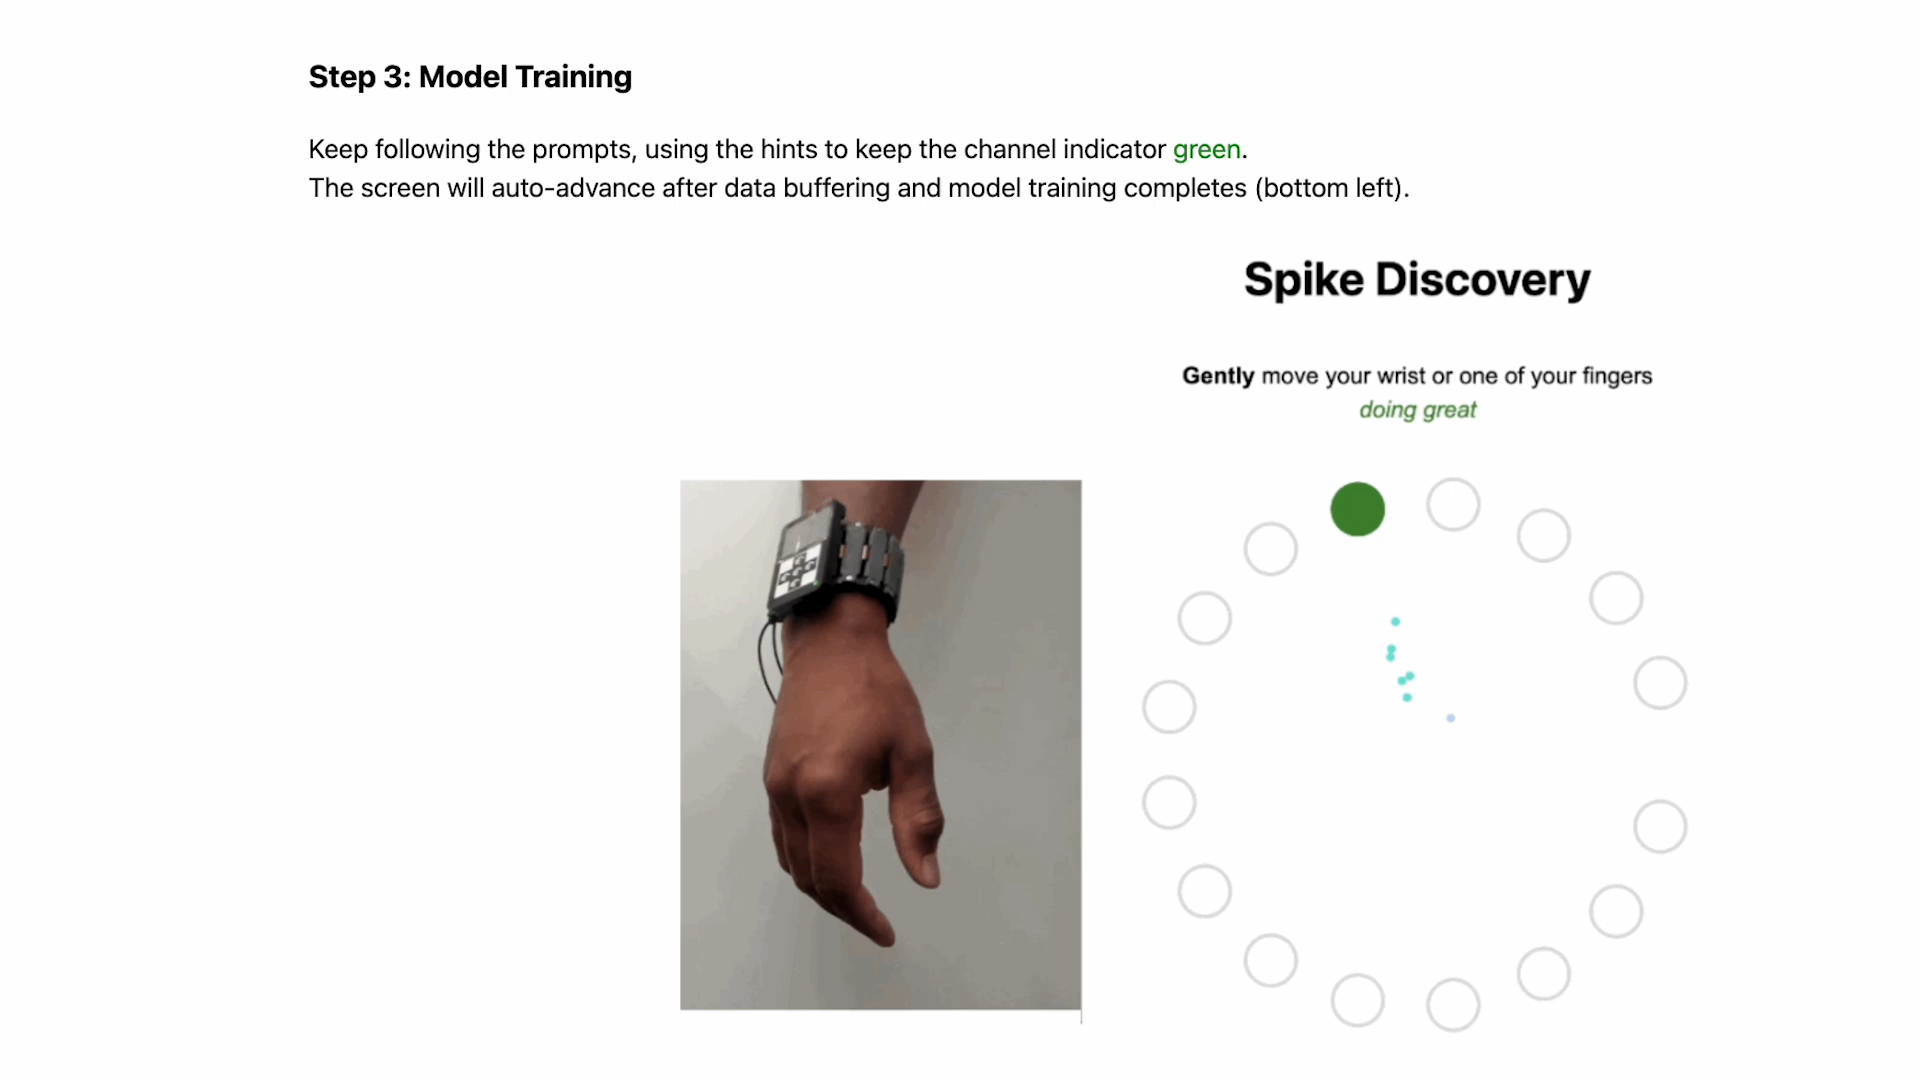 Step 3: Model Training
Keep following the prompts, using the hints to keep the channel indicator green.
The screen will auto-advance after data buffering and model training completes (bottom left).
Spike Discovery
Gently move your wrist or one of your fingers
doing great